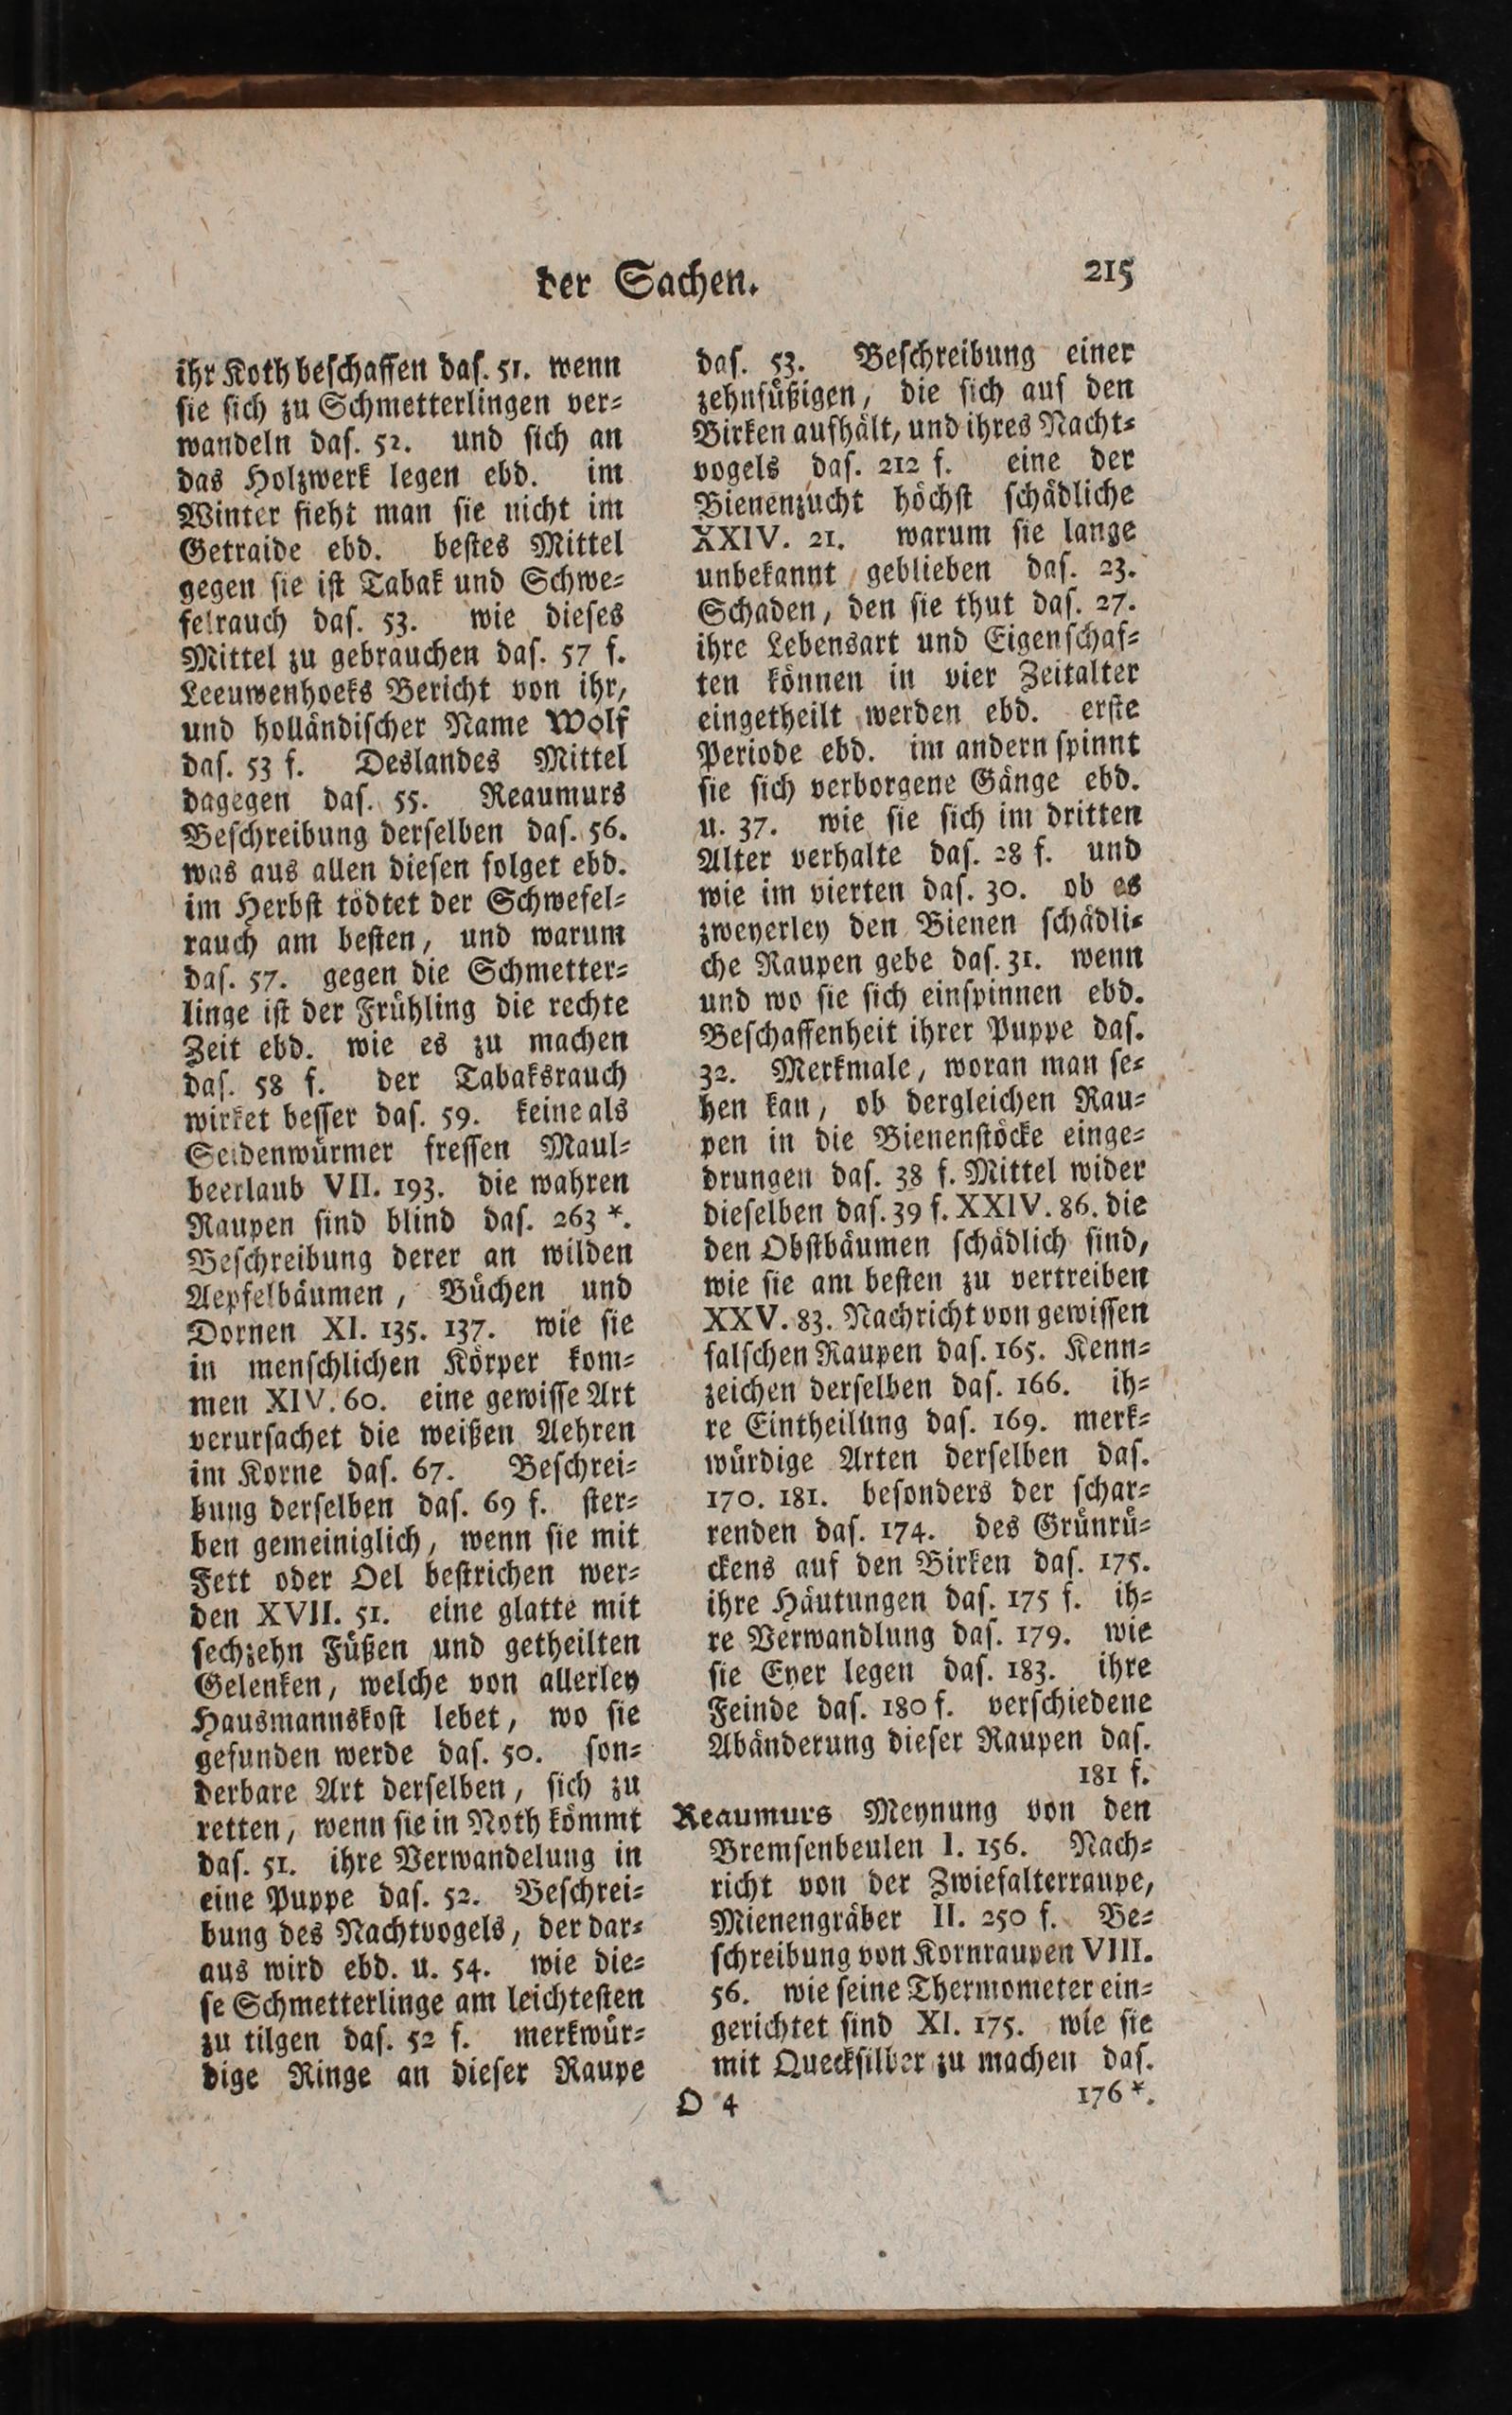 der Sachen. 215
ihr Koth beſchaffen daſ. 51. wenn
ſie ſich zu Schmetterlingen ver⸗
wandeln daſ. 52. und ſich an
das Holzwerk legen ebd. im
Winter ſieht man ſie nicht im
Getraide ebd. beſtes Mittel
gegen ſie iſt Tabak und Schwe⸗
felrauch daſ. 53. wie dieſes
Mittel zu gebrauchen daſ. 57 f.
Leeuwenhoeks Bericht von ihr,
und holländiſcher Name Wolf
daſ. 53 f. Deslandes Mittel
dagegen daſ. 55. Reaumurs
Beſchreibung derſelben daſ. 56.
was aus allen dieſen folget ebd.
im Herbſt tödtet der Schwefel⸗
rauch am beſten, und warum
daſ. 57. gegen die Schmetter⸗
linge iſt der Frühling die rechte
Zeit ebd. wie es zu machen
daſ. 58 f. der Tabaksrauch
wirket beſſer daſ. 59. keine als
Seidenwürmer freſſen Maul⸗
beerlaub VII. 193. die wahren
Raupen ſind blind daſ. 263 *.
Beſchreibung derer an wilden
Aepfelbäumen, Büchen und
Dornen XI. 135. 137. wie ſie
in menſchlichen Körper kom⸗
men XIV. 60. eine gewiſſe Art
verurſachet die weißen Aehren
im Korne daſ. 67. Beſchrei⸗
bung derſelben daſ. 69 f. ſter⸗
ben gemeiniglich, wenn ſie mit
Fett oder Oel beſtrichen wer⸗
den XVII. 51. eine glatte mit
ſechzehn Füßen und getheilten
Gelenken, welche von allerley
Hausmannskoſt lebet, wo ſie
gefunden werde daſ. 50. ſon⸗
derbare Art derſelben, ſich zu
retten, wenn ſie in Noth kömmt
daſ. 51. ihre Verwandelung in
eine Puppe daſ. 52. Beſchrei⸗
bung des Nachtvogels, der dar⸗
aus wird ebd. u. 54. wie die⸗
ſe Schmetterlinge am leichteſten
zu tilgen daſ. 52 f. merkwür⸗
dige Ringe an dieſer Raupe
daſ. 53. Beſchreibung einer
zehnfüßigen, die ſich auf den
Birken aufhält, und ihres Nacht⸗
vogels daſ. 212 f. eine der
Bienenzucht höchſt ſchädliche
XXIV. 21. warum ſie lange
unbekannt geblieben daſ. 23.
Schaden, den ſie thut daſ. 27.
ihre Lebensart und Eigenſchaf⸗
ten können in vier Zeitalter
eingetheilt werden ebd. erſte
Periode ebd. im andern ſpinnt
ſie ſich verborgene Gänge ebd.
u. 37. wie ſie ſich im dritten
Alter verhalte daſ. 28 f. und
wie im vierten daſ. 30. ob es
zweyerley den Bienen ſchädli⸗
che Raupen gebe daſ. 31. wenn
und wo ſie ſich einſpinnen ebd.
Beſchaffenheit ihrer Puppe daſ.
32. Merkmale, woran man ſe⸗
hen kan, ob dergleichen Rau⸗
pen in die Bienenſtöcke einge⸗
drungen daſ. 38 f. Mittel wider
dieſelben daſ. 39 f. XXIV. 86. die
den Obſtbäumen ſchädlich ſind,
wie ſie am beſten zu vertreiben
XXV. 83. Nachricht von gewiſſen
falſchen Raupen daſ. 165. Kenn⸗
zeichen derſelben daſ. 166. ih⸗
re Eintheilung daſ. 169. merk⸗
würdige Arten derſelben daſ.
170. 181. beſonders der ſchar⸗
renden daſ. 174. des Grünrü⸗
ckens auf den Birken daſ. 175.
ihre Häutungen daſ. 175 f. ih⸗
re Verwandlung daſ. 179. wie
ſie Eyer legen daſ. 183. ihre
Feinde daſ. 180 f. verſchiedene
Abänderung dieſer Raupen daſ.
181 f.
Reaumurs Meynung von den
Bremſenbeulen I. 156. Nach⸗
richt von der Zwiefalterraupe,
Mienengräber II. 250 f. Be⸗
ſchreibung von Kornraupen VIII.
56. wie ſeine Thermometer ein⸗
gerichtet ſind XI. 175. wie ſie
mit Queckſilber zu machen daſ.
O 4 176 *.